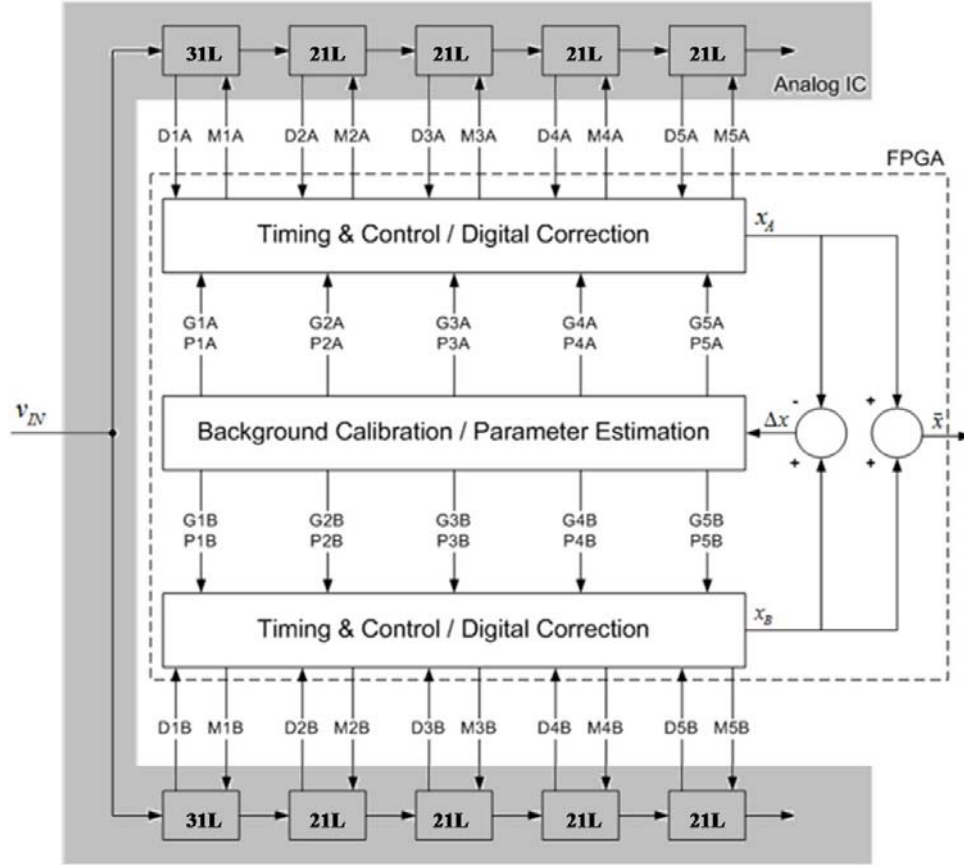 31L 21L 21L 21L 21L
Analog IC
D1A M1A D2A M2A D3A M3A D4A M4A D5A M5A
FPGA
Timing & Control / Digital Correction
x_A
G1A G2A G3A G4A G5A
P1A P2A P3A P4A P5A
v_IN
- +
Background Calibration / Parameter Estimation
Δx
x̄
+ +
G1B G2B G3B G4B G5B
P1B P2B P3B P4B P5B
Timing & Control / Digital Correction
x_B
D1B M1B D2B M2B D3B M3B D4B M4B D5B M5B
31L 21L 21L 21L 21L